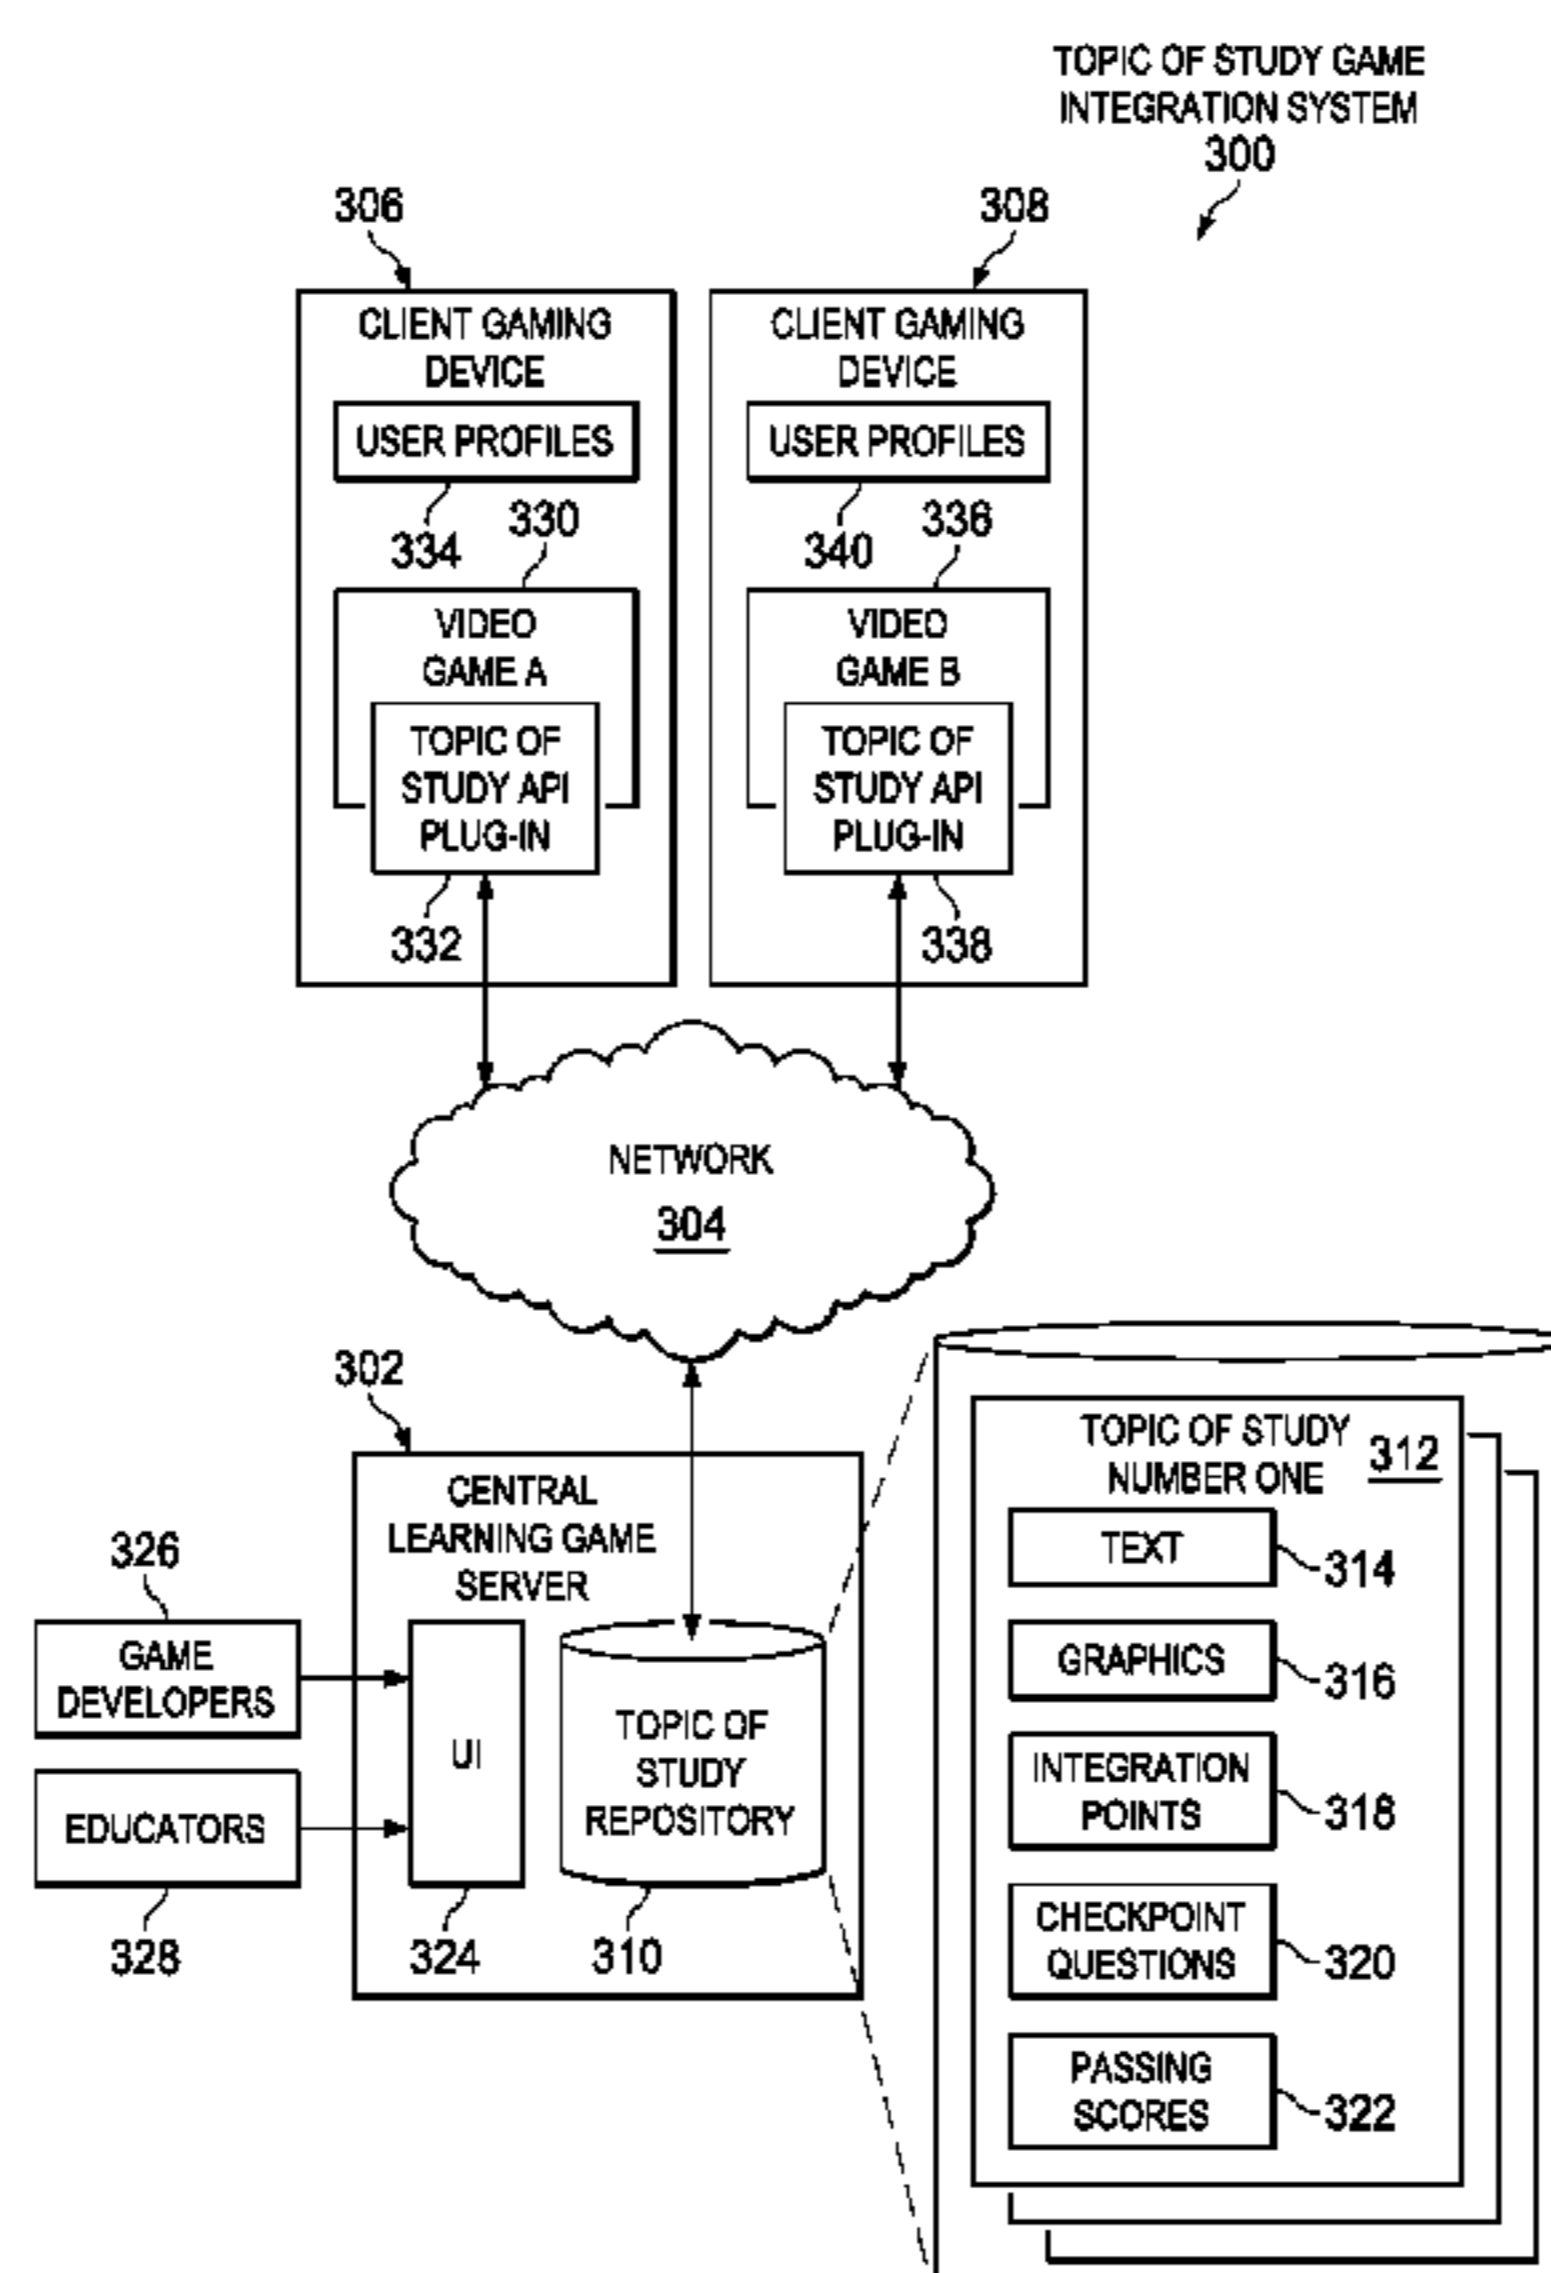 TOPIC OF STUDY GAME
INTEGRATION SYSTEM
300
306
308
CLIENT GAMING
DEVICE
USER PROFILES
334
330
VIDEO
GAME A
TOPIC OF
STUDY API
PLUG-IN
332
CLIENT GAMING
DEVICE
USER PROFILES
340
336
VIDEO
GAME B
TOPIC OF
STUDY API
PLUG-IN
338
NETWORK
304
302
CENTRAL
LEARNING GAME
SERVER
326
GAME
DEVELOPERS
EDUCATORS
328
UI
324
TOPIC OF
STUDY
REPOSITORY
310
TOPIC OF STUDY
NUMBER ONE
312
TEXT
314
GRAPHICS
316
INTEGRATION
POINTS
318
CHECKPOINT
QUESTIONS
320
PASSING
SCORES
322